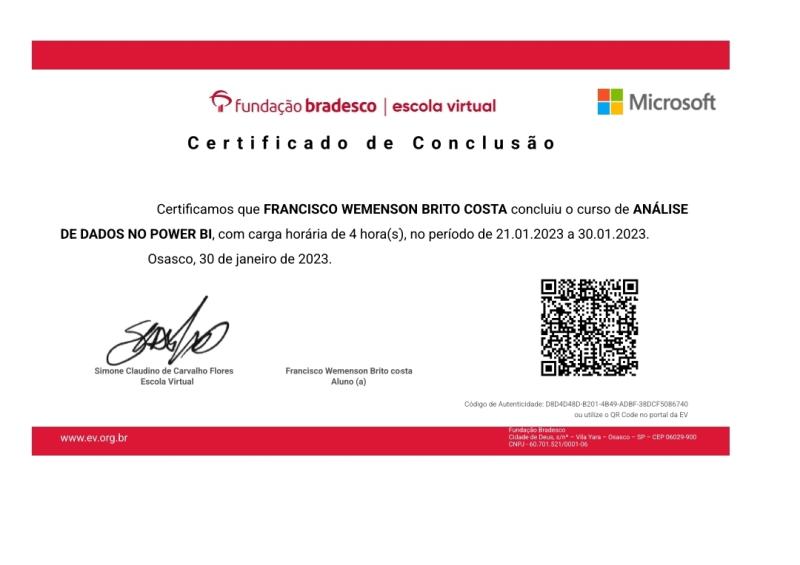 fundação bradesco | escola virtual
Microsoft
Certificado de Conclusão
Certificamos que FRANCISCO WEMENSON BRITO COSTA concluiu o curso de ANÁLISE
DE DADOS NO POWER BI, com carga horária de 4 hora(s), no período de 21.01.2023 a 30.01.2023.
Osasco, 30 de janeiro de 2023.
Simone Claudino de Carvalho Flores
Escola Virtual
Francisco Wemenson Brito costa
Aluno (a)
Código de Autenticidade: D8D4D48D-B201-4B49-ADBF-38DCF5086740
ou utilize o QR Code no portal da EV
www.ev.org.br
Fundação Bradesco
Cidade de Deus, s/nº – Vila Yara – Osasco – SP – CEP 06029-900
CNPJ - 60.701.521/0001-06